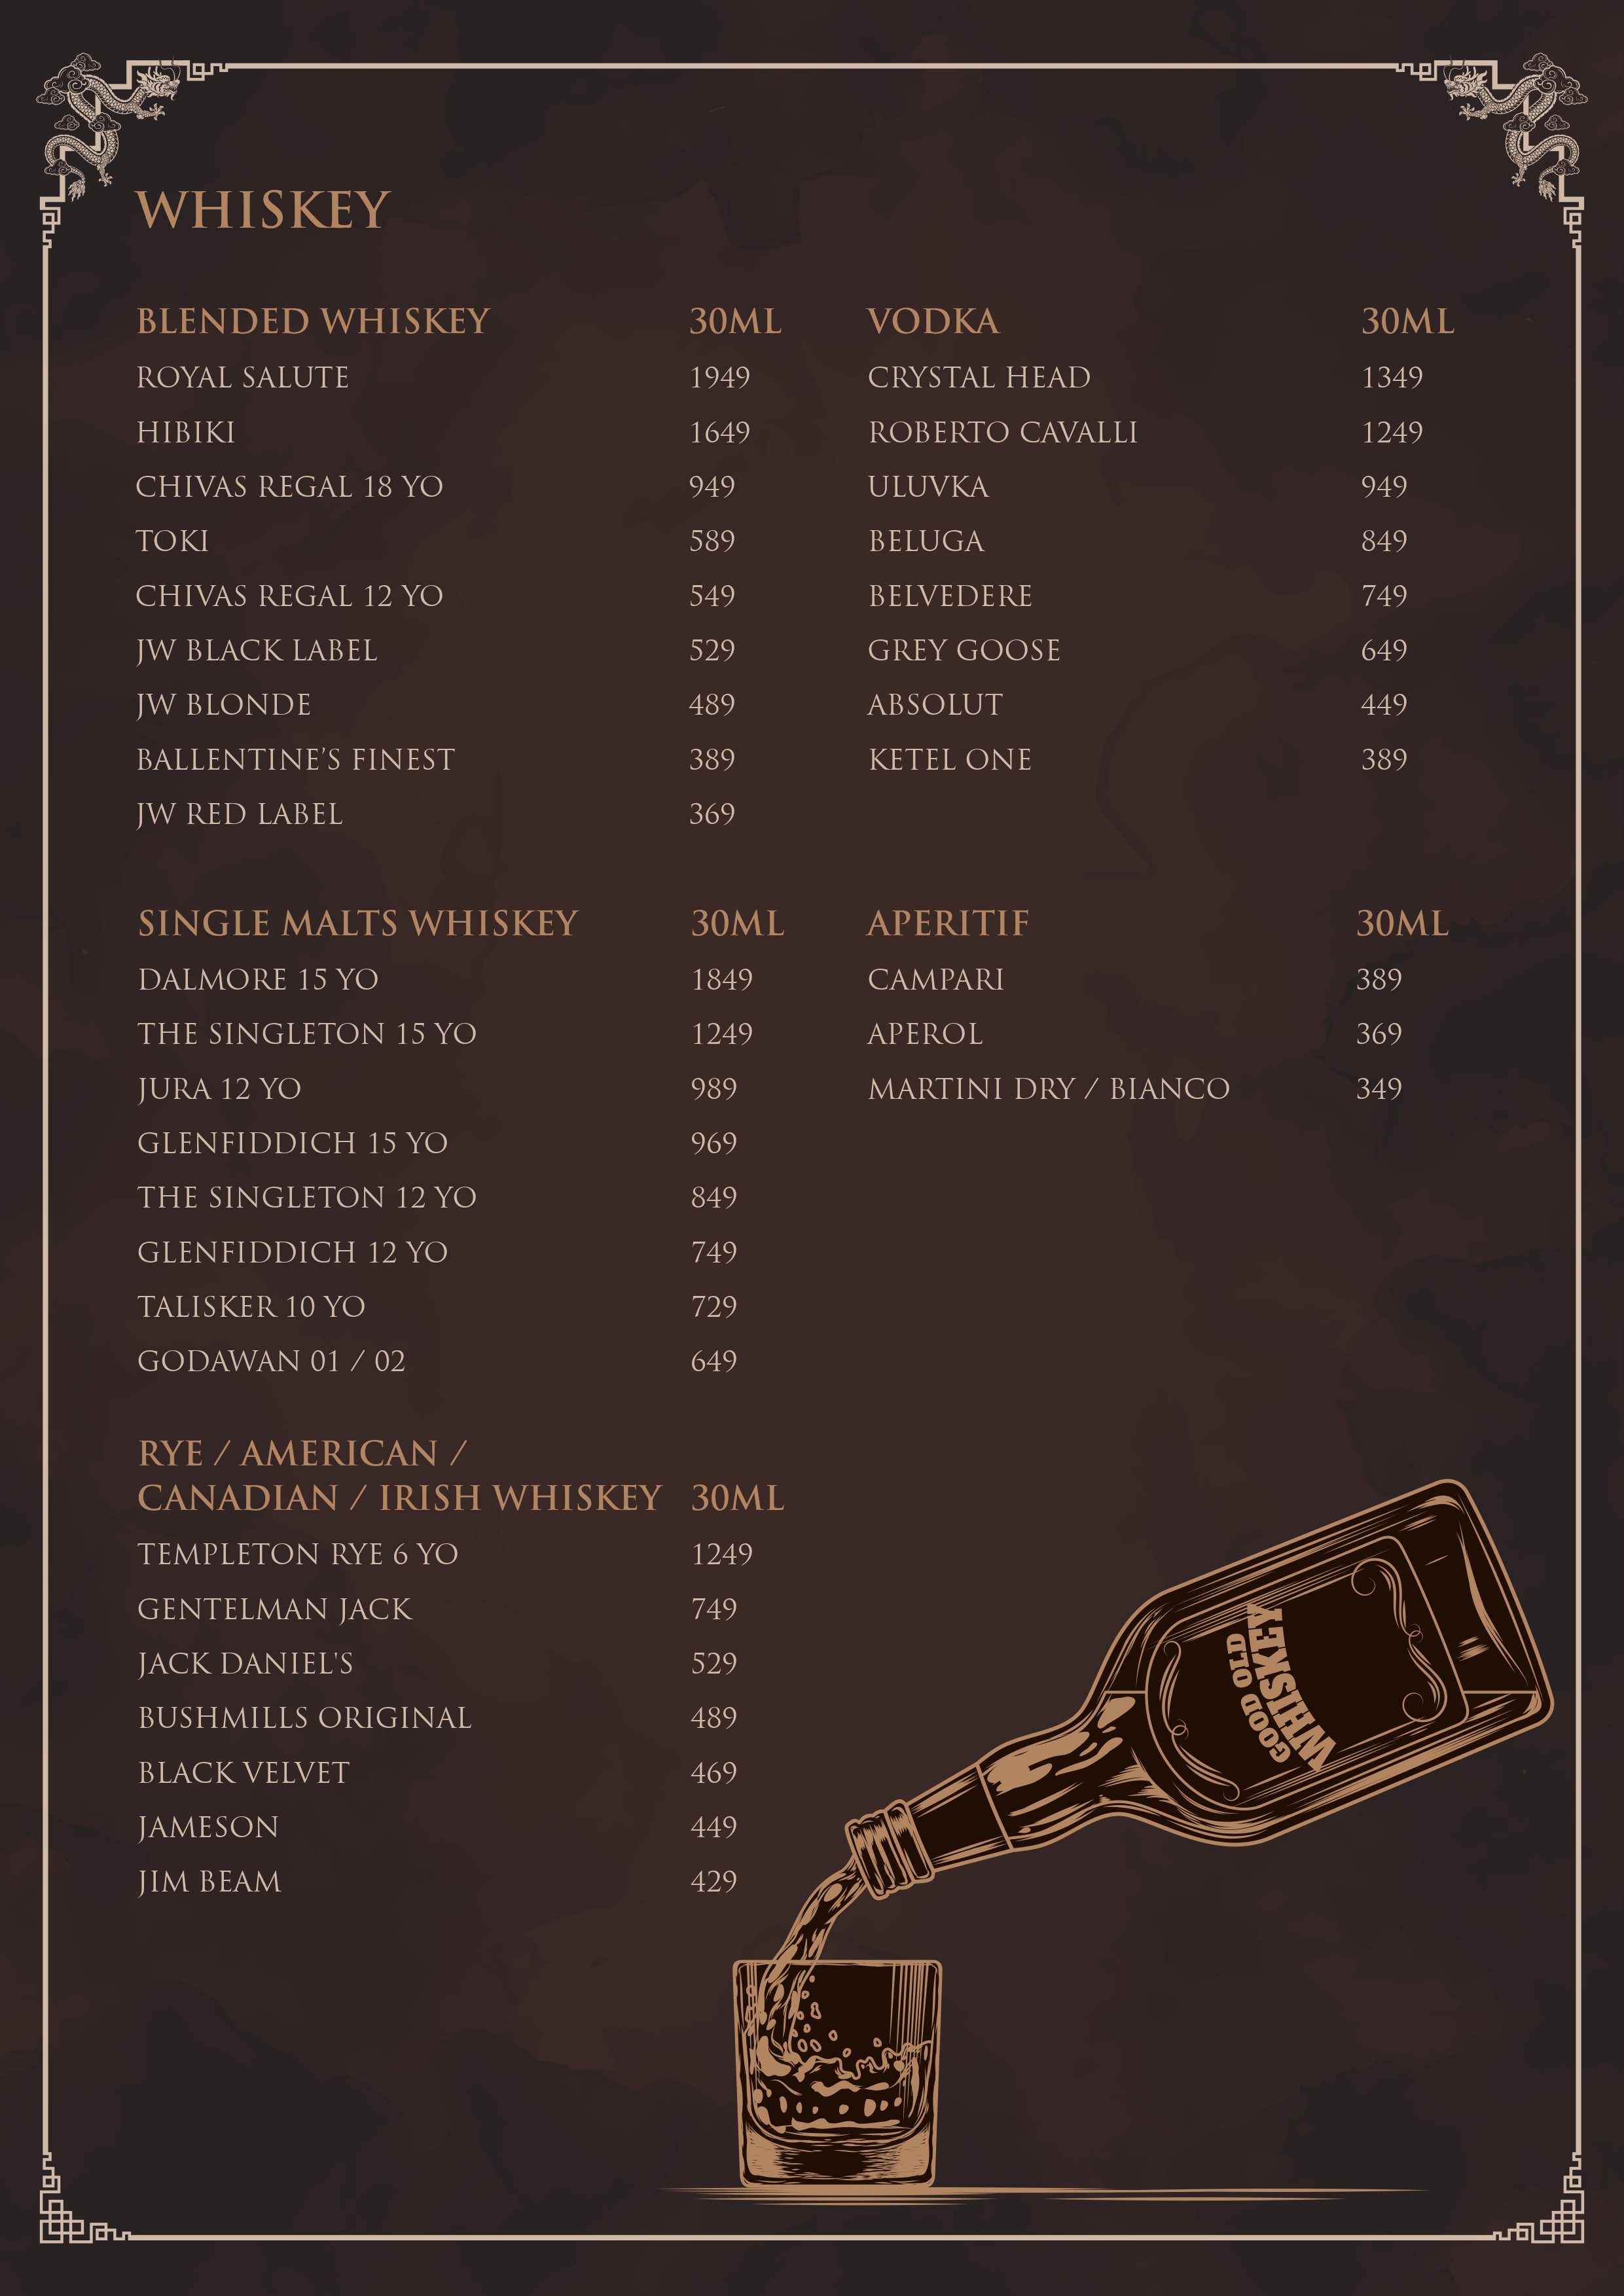 WHISKEY
BLENDED WHISKEY 30ML
ROYAL SALUTE 1949
HIBIKI 1649
CHIVAS REGAL 18 YO 949
TOKI 589
CHIVAS REGAL 12 YO 549
JW BLACK LABEL 529
JW BLONDE 489
BALLENTINE’S FINEST 389
JW RED LABEL 369
SINGLE MALTS WHISKEY 30ML
DALMORE 15 YO 1849
THE SINGLETON 15 YO 1249
JURA 12 YO 989
GLENFIDDICH 15 YO 969
THE SINGLETON 12 YO 849
GLENFIDDICH 12 YO 749
TALISKER 10 YO 729
GODAWAN 01 / 02 649
RYE / AMERICAN /
CANADIAN / IRISH WHISKEY 30ML
TEMPLETON RYE 6 YO 1249
GENTELMAN JACK 749
JACK DANIEL'S 529
BUSHMILLS ORIGINAL 489
BLACK VELVET 469
JAMESON 449
JIM BEAM 429
VODKA 30ML
CRYSTAL HEAD 1349
ROBERTO CAVALLI 1249
ULUVKA 949
BELUGA 849
BELVEDERE 749
GREY GOOSE 649
ABSOLUT 449
KETEL ONE 389
APERITIF 30ML
CAMPARI 389
APEROL 369
MARTINI DRY / BIANCO 349
GOOD OLD
WHISKEY